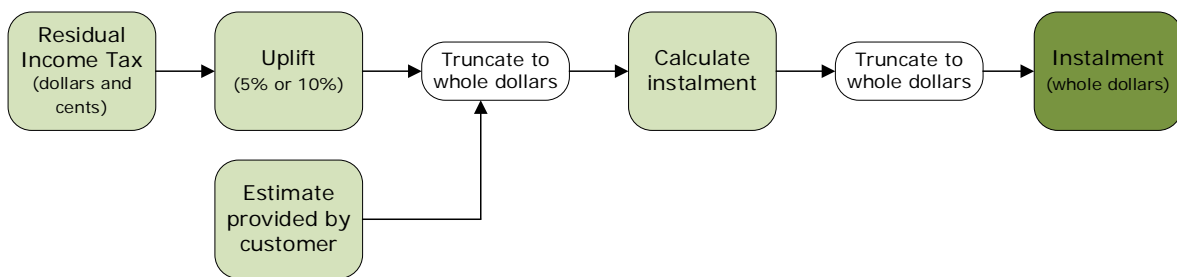 Residual
Income Tax
(dollars and
cents)
Uplift
(5% or 10%)
Truncate to
whole dollars
Calculate
instalment
Truncate to
whole dollars
Instalment
(whole dollars)
Estimate
provided by
customer